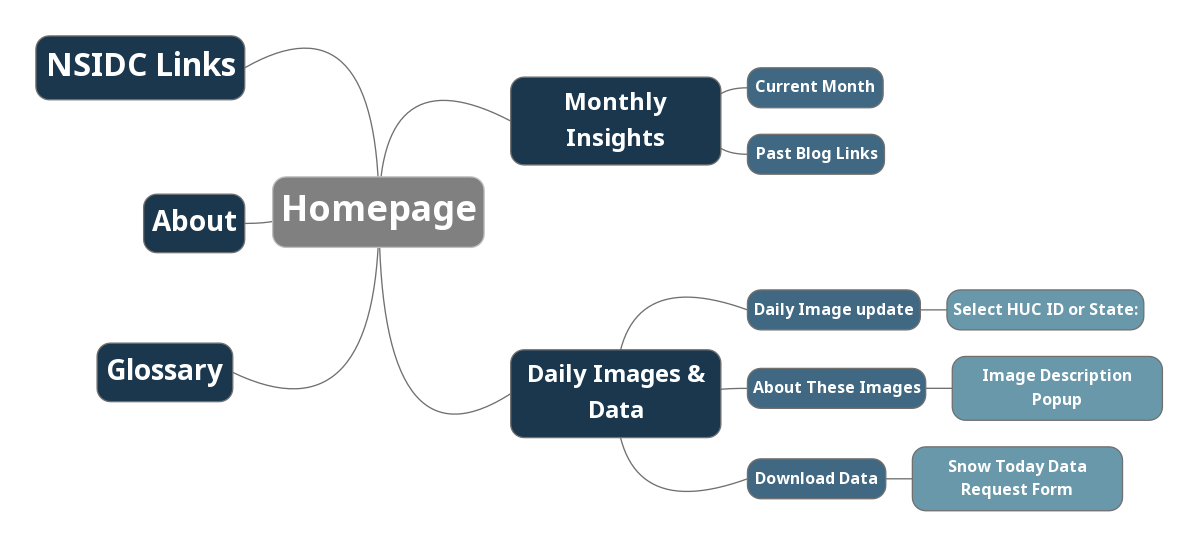 NSIDC Links
About
Glossary
Homepage
Monthly
Insights
Current Month
Past Blog Links
Daily Images &
Data
Daily Image update
Select HUC ID or State:
About These Images
Image Description
Popup
Download Data
Snow Today Data
Request Form